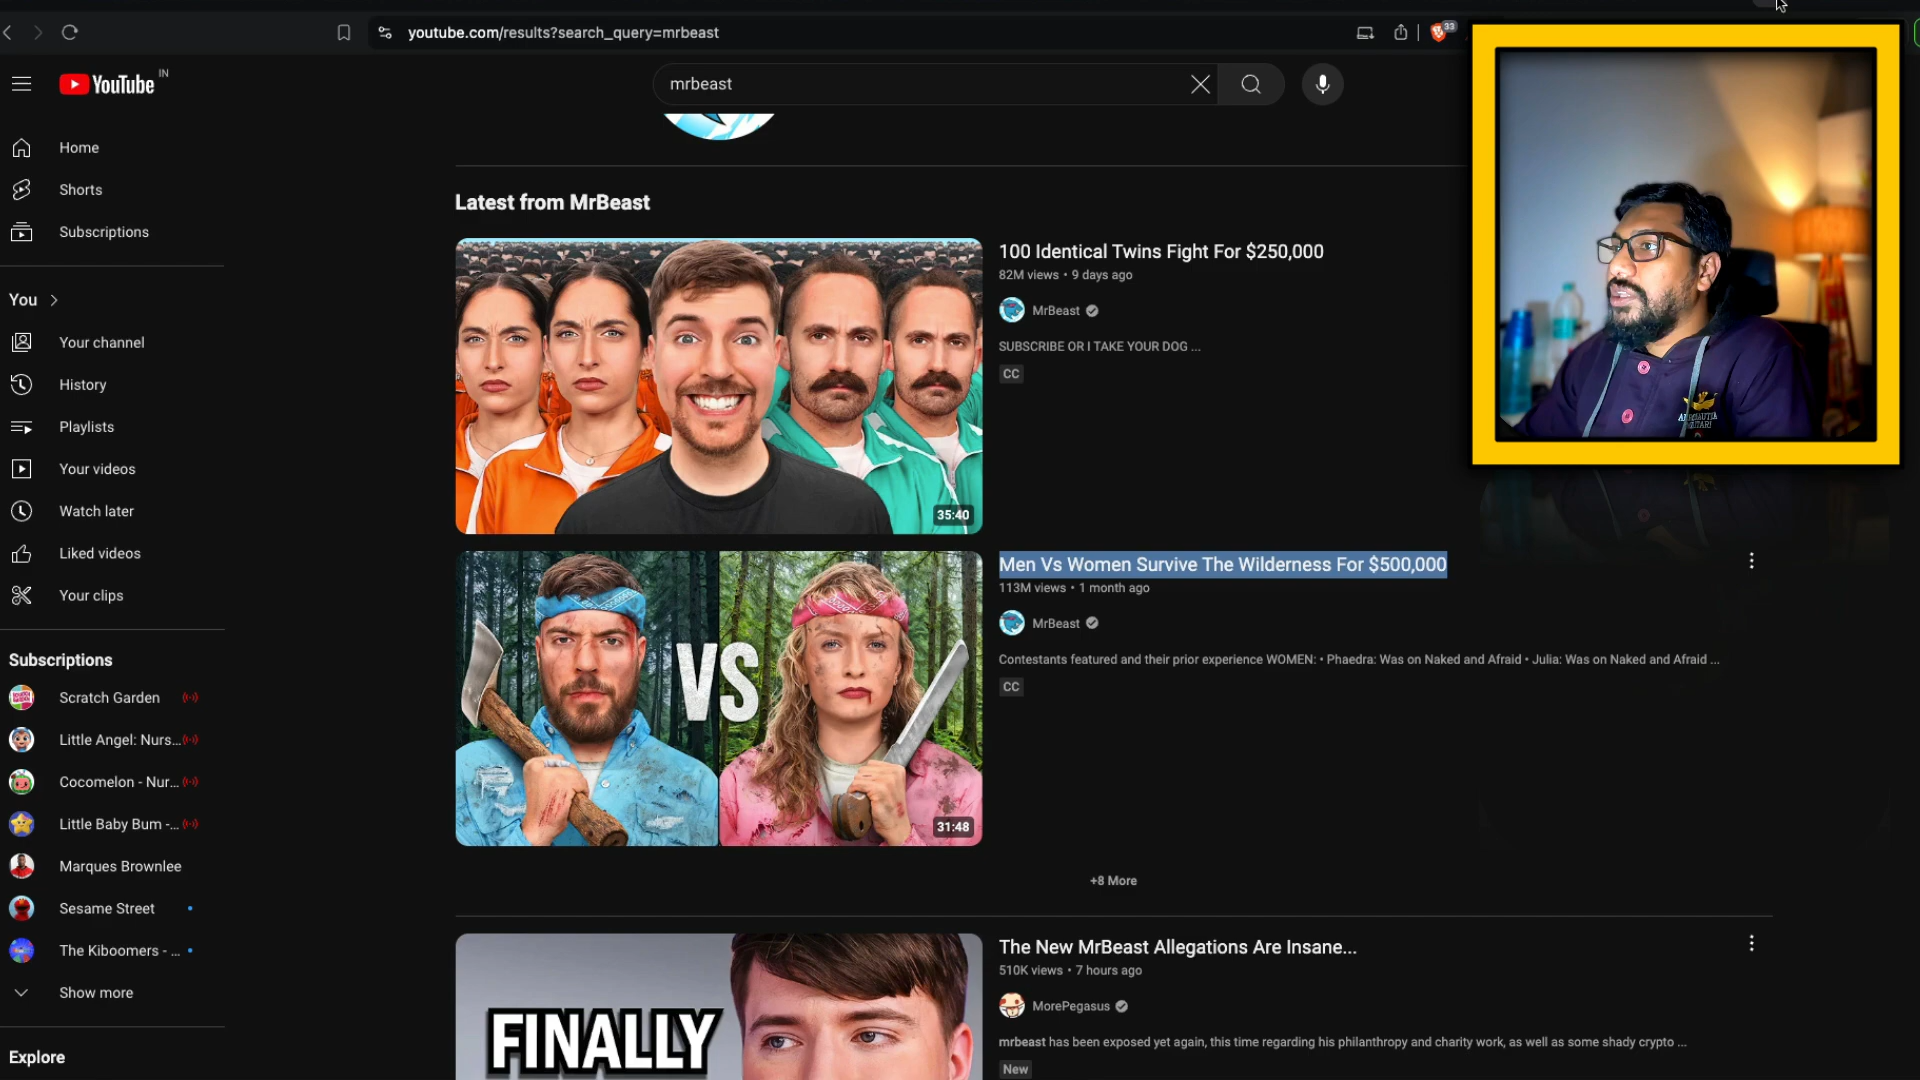 youtube.com/results?search_query=mrbeast
33
YouTube IN
mrbeast
Home
Shorts
Subscriptions
You
Your channel
History
Playlists
Your videos
Watch later
Liked videos
Your clips
Subscriptions
Scratch Garden
Little Angel: Nurs...
Cocomelon - Nur...
Little Baby Bum -...
Marques Brownlee
Sesame Street
The Kiboomers - ...
Show more
Explore
Latest from MrBeast
35:40
100 Identical Twins Fight For $250,000
82M views • 9 days ago
MrBeast
SUBSCRIBE OR I TAKE YOUR DOG ...
CC
VS
31:48
Men Vs Women Survive The Wilderness For $500,000
113M views • 1 month ago
MrBeast
Contestants featured and their prior experience WOMEN: • Phaedra: Was on Naked and Afraid • Julia: Was on Naked and Afraid ...
CC
+8 More
FINALLY
The New MrBeast Allegations Are Insane...
510K views • 7 hours ago
MorePegasus
mrbeast has been exposed yet again, this time regarding his philanthropy and charity work, as well as some shady crypto ...
New